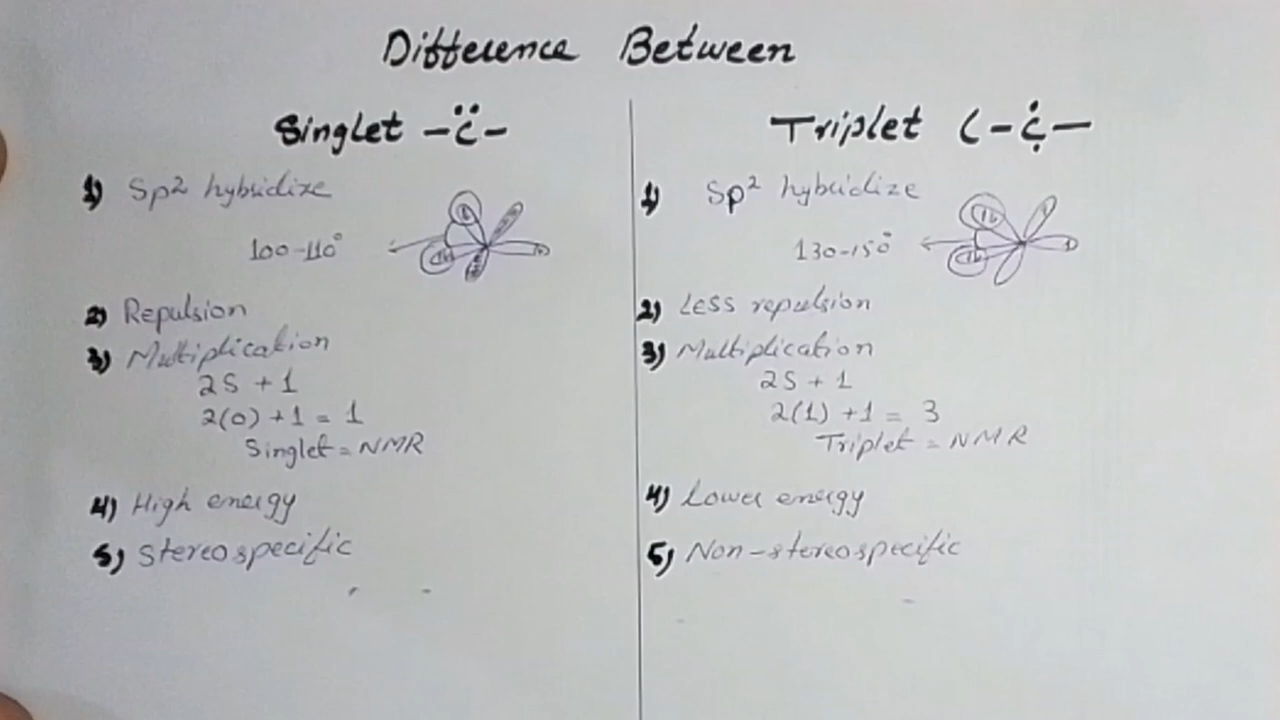 Difference Between
Singlet -C̈-
1) Sp² hybridize
100-110°
2) Repulsion
3) Multiplication
2S + 1
2(0) + 1 = 1
Singlet = NMR
4) High energy
5) Stereospecific
Triplet (-Ċ̣-
1) Sp² hybridize
130-150°
2) Less repulsion
3) Multiplication
2S + 1
2(1) + 1 = 3
Triplet = NMR
4) Lower energy
5) Non-stereospecific